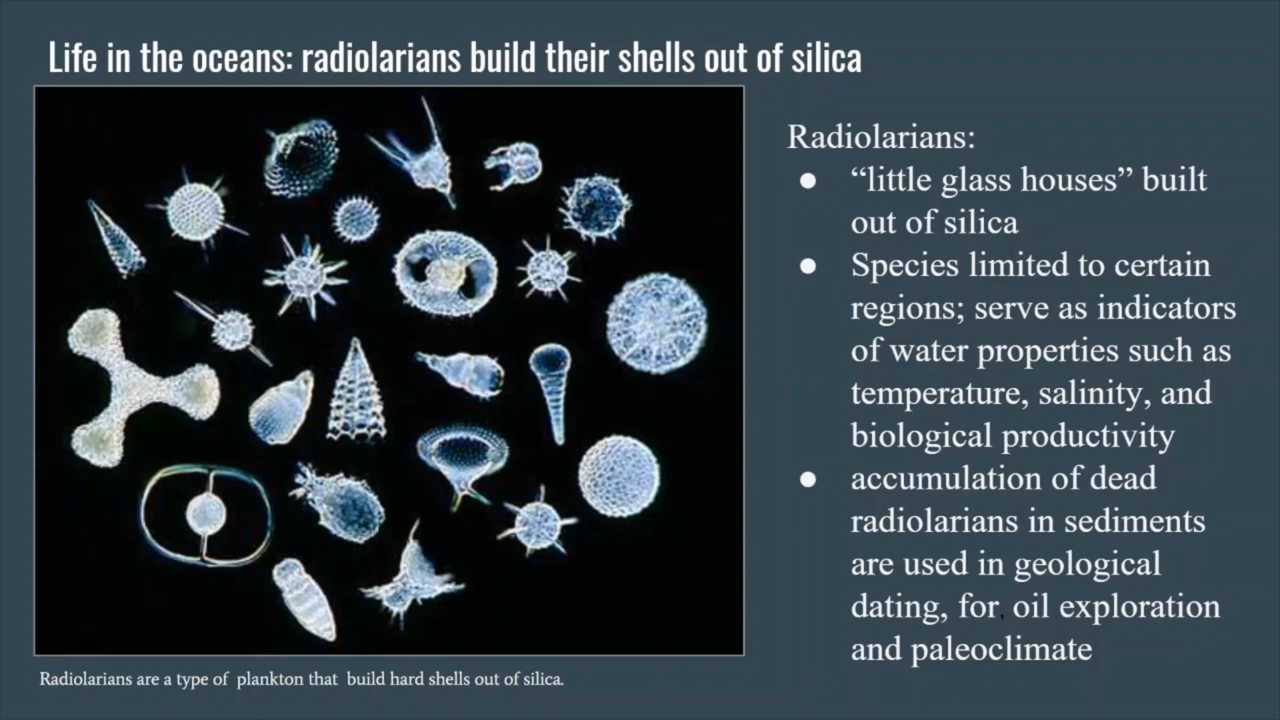 Life in the oceans: radiolarians build their shells out of silica
Radiolarians:
● “little glass houses” built
out of silica
● Species limited to certain
regions; serve as indicators
of water properties such as
temperature, salinity, and
biological productivity
● accumulation of dead
radiolarians in sediments
are used in geological
dating, for, oil exploration
and paleoclimate
Radiolarians are a type of  plankton that  build hard shells out of silica.